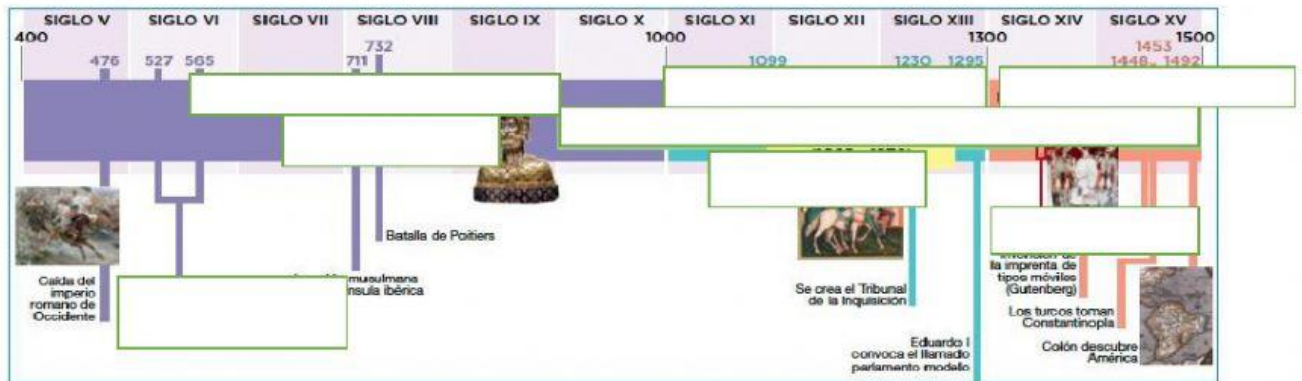 SIGLO V SIGLO VI SIGLO VII SIGLO VIII SIGLO IX SIGLO X SIGLO XI SIGLO XII SIGLO XIII SIGLO XIV SIGLO XV
400 1000 1300 1500
732 1453
476 527 565 711 1099 1230 1295 1448 1492
Batalla de Poitiers
Caída del
imperio
romano de
Occidente
musulmana
nsula ibérica
Se crea el Tribunal
de la Inquisición
Eduardo I
convoca el llamado
parlamento modelo
la imprenta de
tipos móviles
(Gutenberg)
Los turcos toman
Constantinopla
Colón descubre
América